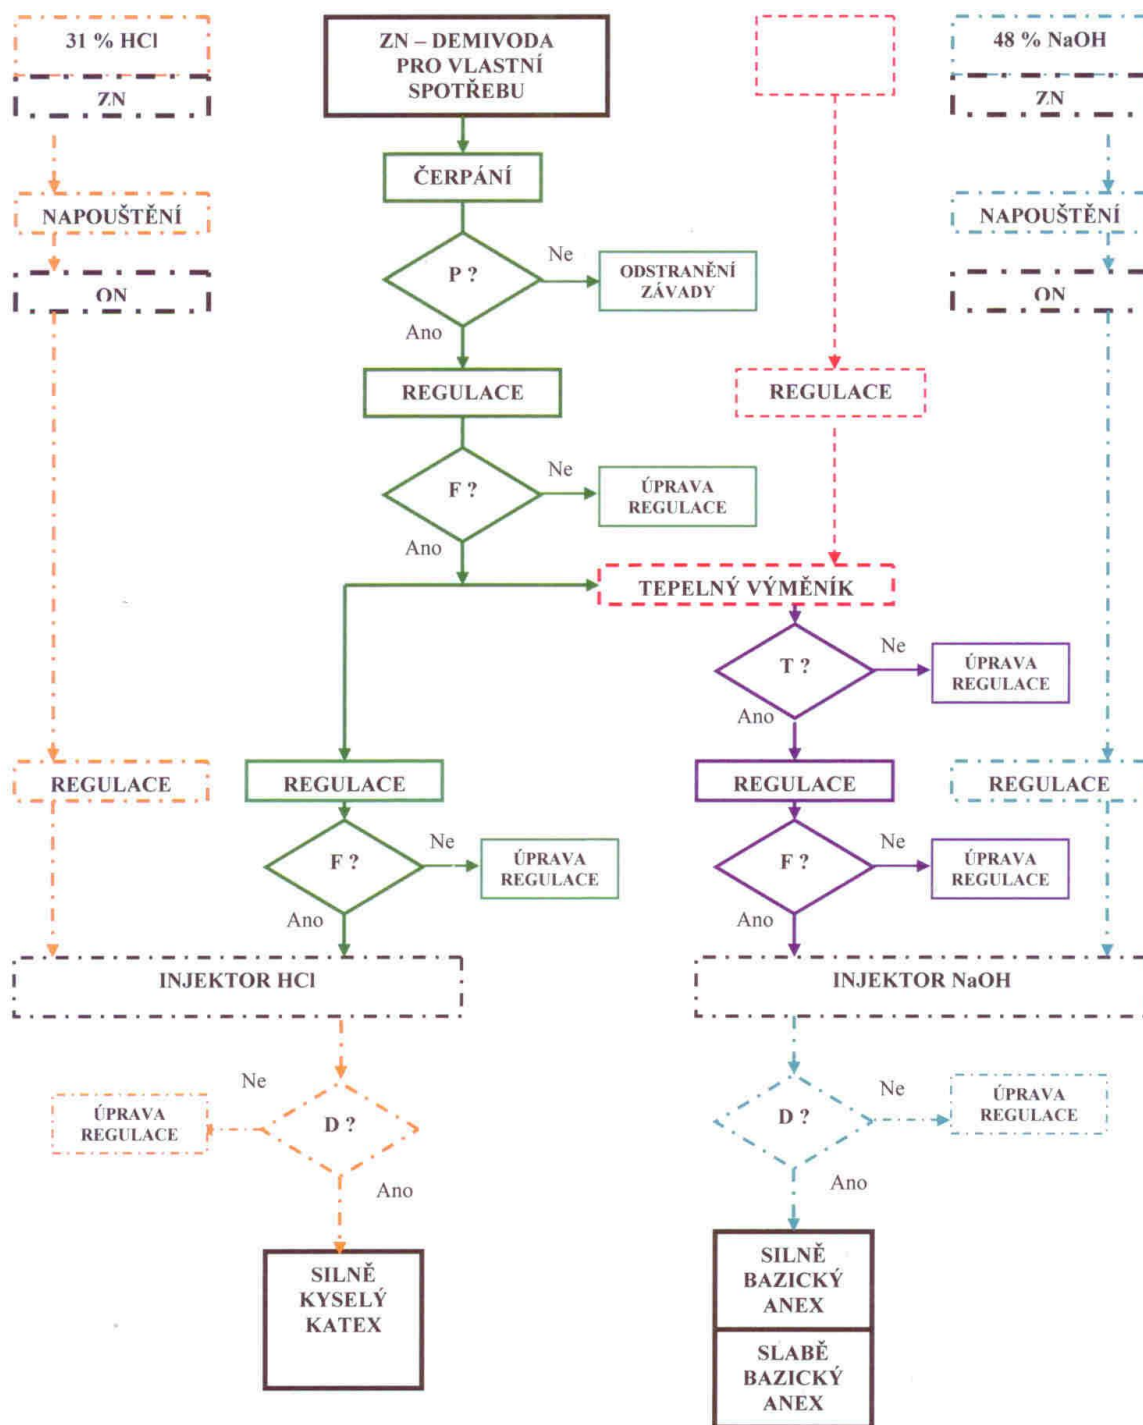 31 % HCl
ZN
ZN – DEMIVODA
PRO VLASTNÍ
SPOTŘEBU
48 % NaOH
ZN
ČERPÁNÍ
NAPOUŠTĚNÍ
NAPOUŠTĚNÍ
P ?
Ne
ODSTRANĚNÍ
ZÁVADY
ON
ON
Ano
REGULACE
REGULACE
F ?
Ne
ÚPRAVA
REGULACE
Ano
TEPELNÝ VÝMĚNÍK
T ?
Ne
ÚPRAVA
REGULACE
Ano
REGULACE
REGULACE
REGULACE
REGULACE
F ?
Ne
ÚPRAVA
REGULACE
F ?
Ne
ÚPRAVA
REGULACE
Ano
Ano
INJEKTOR HCl
INJEKTOR NaOH
Ne
ÚPRAVA
REGULACE
D ?
D ?
Ne
ÚPRAVA
REGULACE
Ano
Ano
SILNĚ
KYSELÝ
KATEX
SILNĚ
BAZICKÝ
ANEX
SLABĚ
BAZICKÝ
ANEX